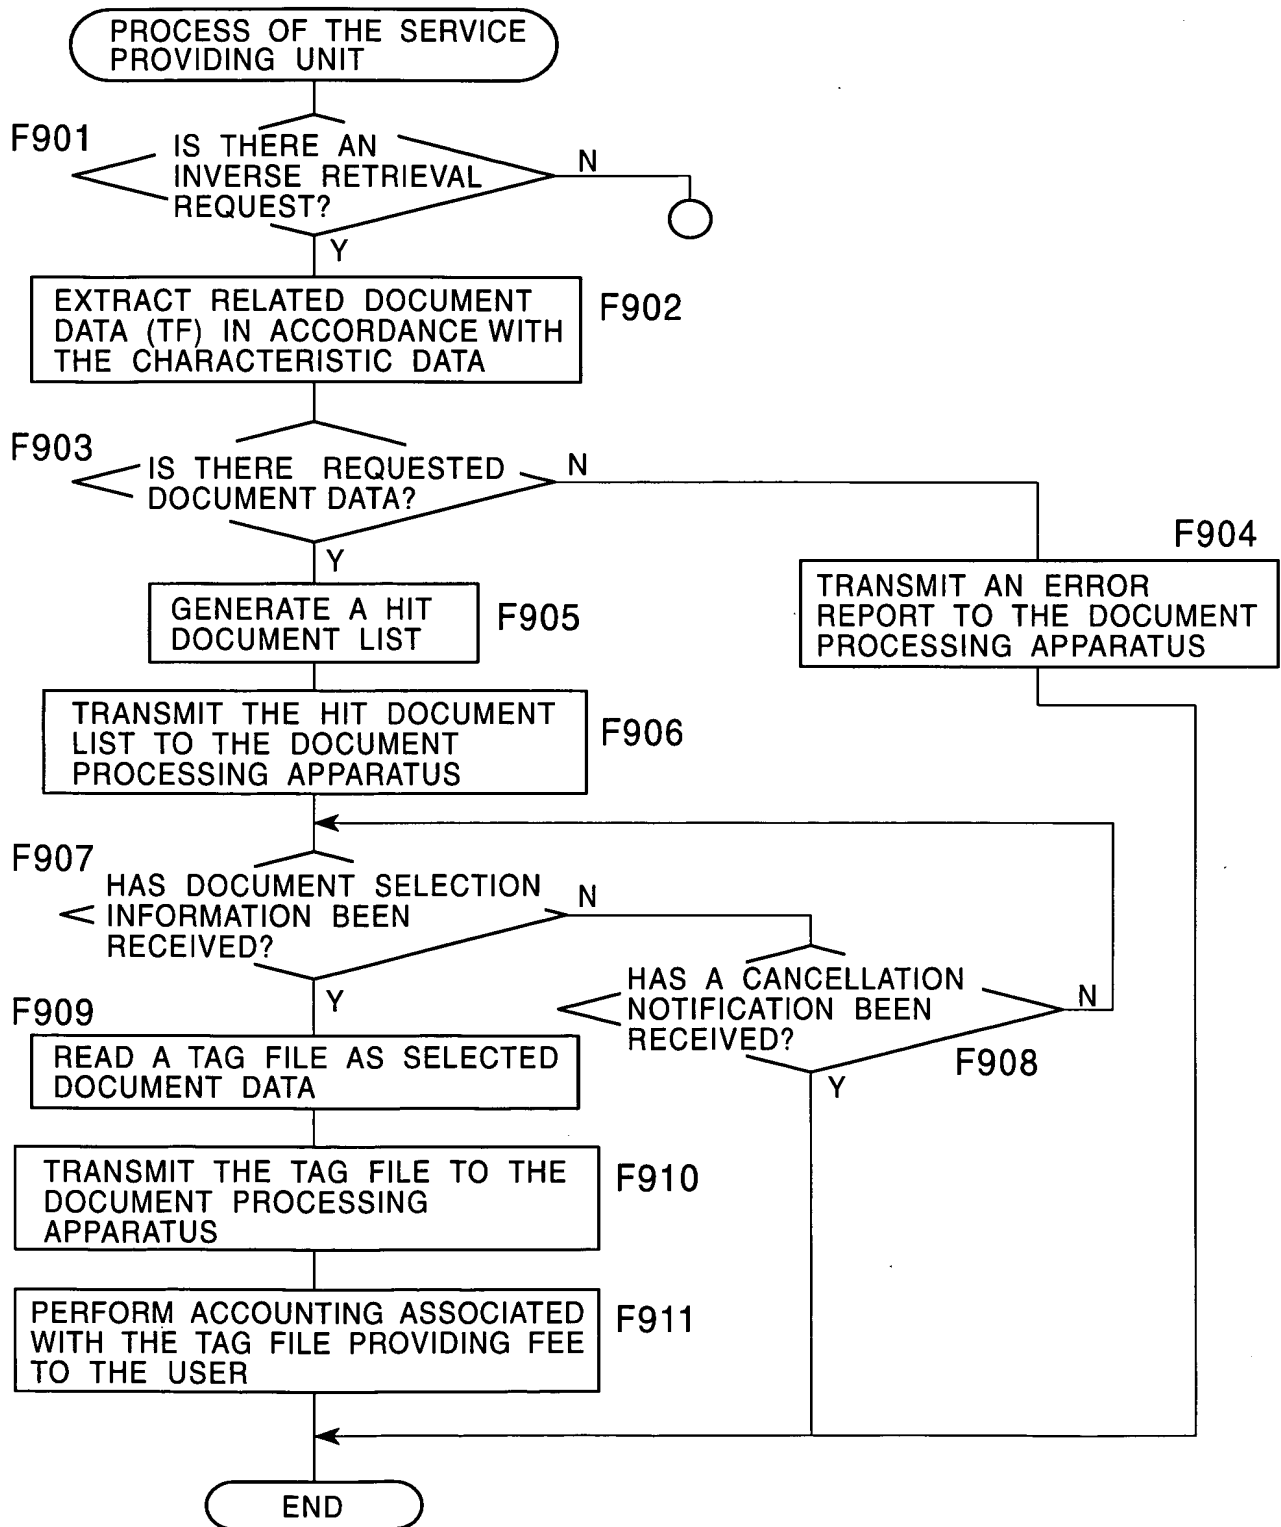 PROCESS OF THE SERVICE
PROVIDING UNIT
F901
IS THERE AN
INVERSE RETRIEVAL
REQUEST?
N
Y
EXTRACT RELATED DOCUMENT
DATA (TF) IN ACCORDANCE WITH
THE CHARACTERISTIC DATA
F902
F903
IS THERE REQUESTED
DOCUMENT DATA?
N
Y
F904
TRANSMIT AN ERROR
REPORT TO THE DOCUMENT
PROCESSING APPARATUS
GENERATE A HIT
DOCUMENT LIST
F905
TRANSMIT THE HIT DOCUMENT
LIST TO THE DOCUMENT
PROCESSING APPARATUS
F906
F907
HAS DOCUMENT SELECTION
INFORMATION BEEN
RECEIVED?
N
Y
HAS A CANCELLATION
NOTIFICATION BEEN
RECEIVED?
N
F908
Y
F909
READ A TAG FILE AS SELECTED
DOCUMENT DATA
TRANSMIT THE TAG FILE TO THE
DOCUMENT PROCESSING
APPARATUS
F910
PERFORM ACCOUNTING ASSOCIATED
WITH THE TAG FILE PROVIDING FEE
TO THE USER
F911
END